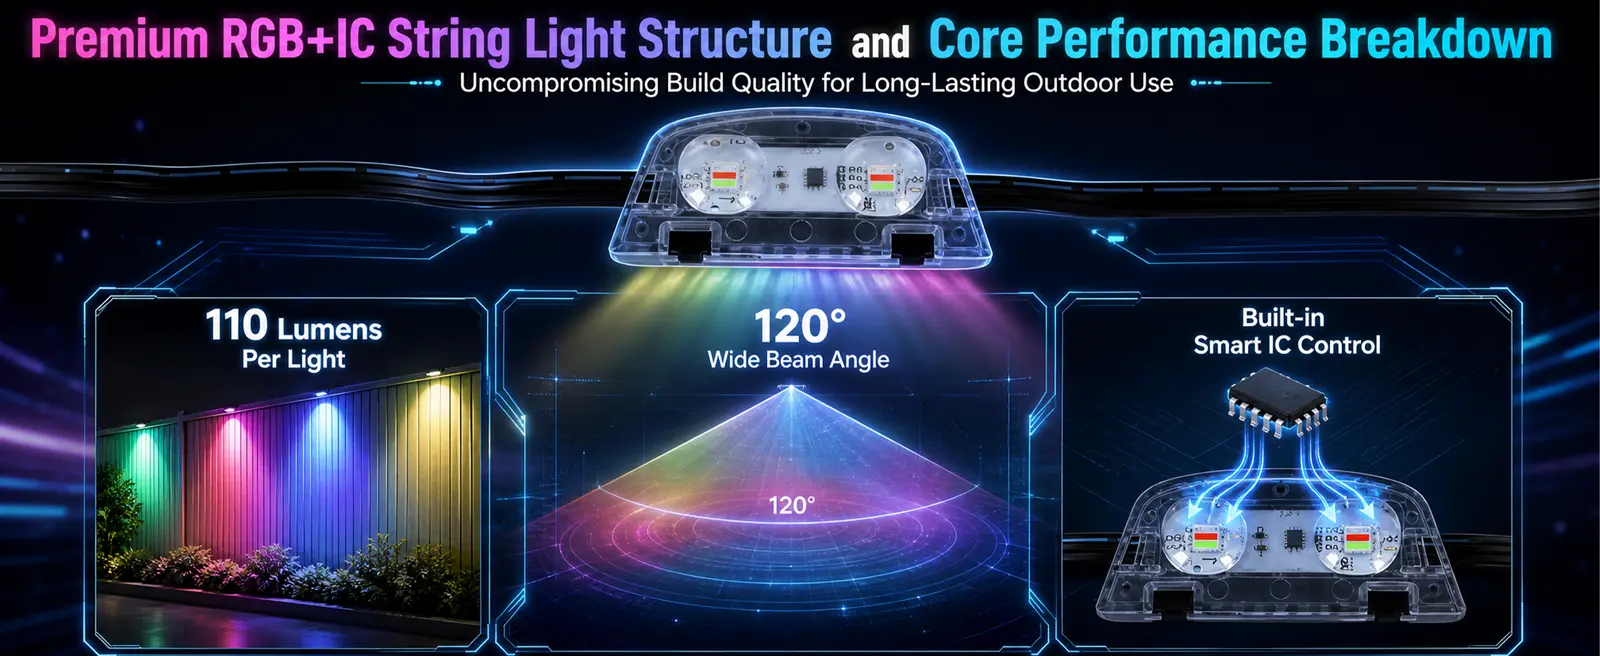 Premium RGB+IC String Light Structure and Core Performance Breakdown
Uncompromising Build Quality for Long-Lasting Outdoor Use
110 Lumens
Per Light
120°
Wide Beam Angle
120°
Built-in
Smart IC Control